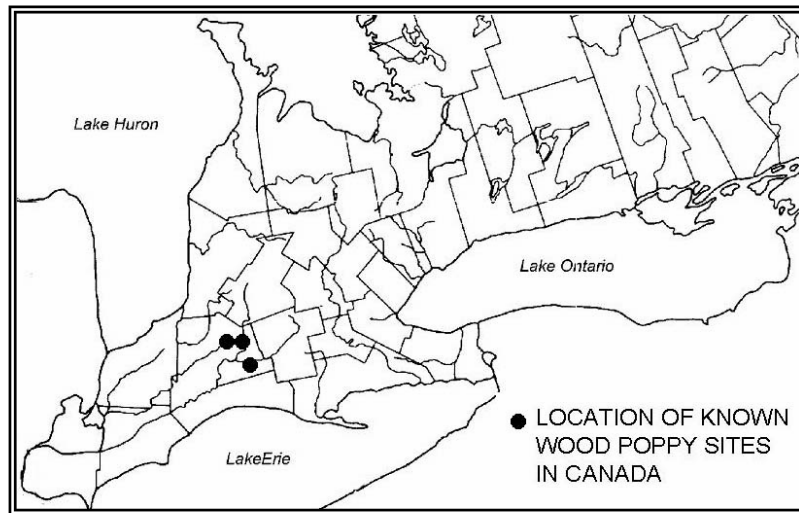 Lake Huron
Lake Ontario
LakeErie
LOCATION OF KNOWN
WOOD POPPY SITES
IN CANADA